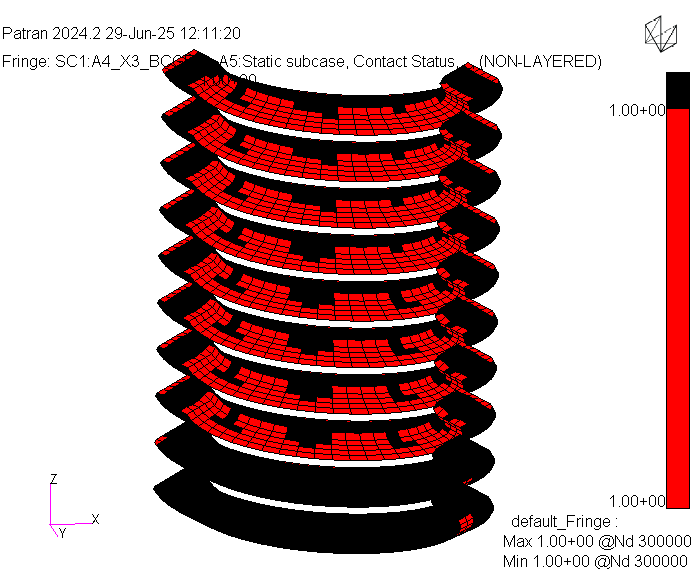 Patran 2024.2 29-Jun-25 12:11:20
Fringe: SC1:A4_X3_BC A5:Static subcase, Contact Status, (NON-LAYERED)
1.00+00
1.00+00
Z
X
Y
default_Fringe :
Max 1.00+00 @Nd 300000
Min 1.00+00 @Nd 300000